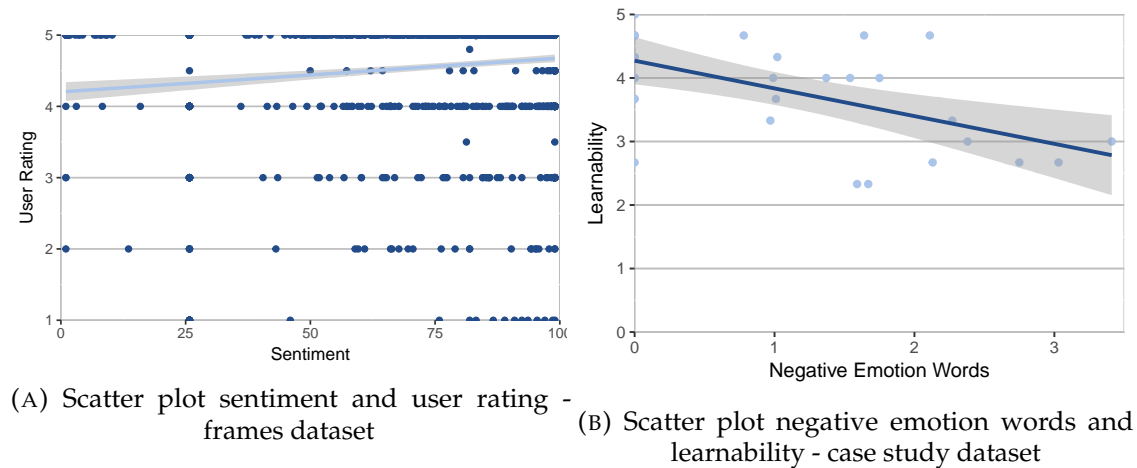 5
4
3
2
1
User Rating
0
25
50
75
100
Sentiment
(A) Scatter plot sentiment and user rating -
frames dataset
5
4
3
2
1
0
Learnability
0
1
2
3
Negative Emotion Words
(B) Scatter plot negative emotion words and
learnability - case study dataset